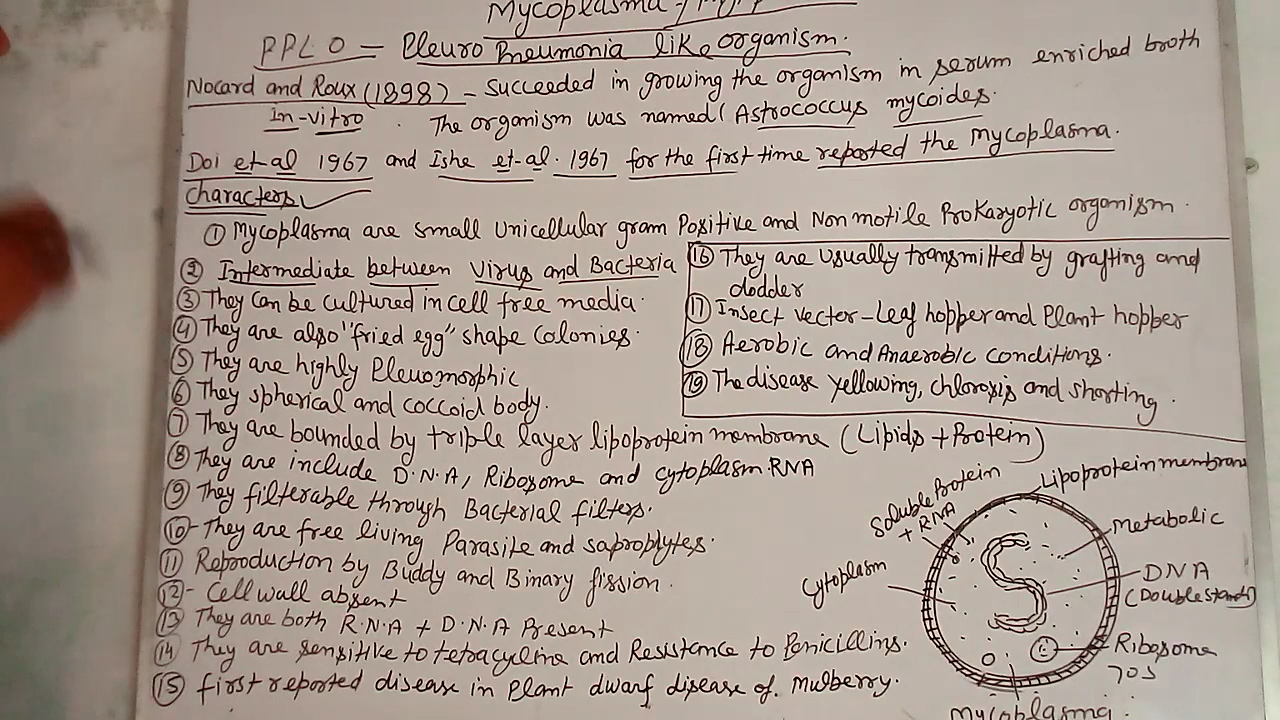 Mycoplasma -
PPLO - Pleuro Pneumonia like organism.
Nocard and Roux (1898) - Succeeded in growing the organism in serum enriched broth
In-vitro . The organism was named ( Astrococcus mycoides.
Doi et-al 1967 and Ishe et-al. 1967 for the first time reported the Mycoplasma.
Characters
① Mycoplasma are small Unicellular gram Positive and Non motile Prokaryotic organism.
② Intermediate between Virus and Bacteria
③ They can be cultured in cell free media.
④ They are also "fried egg" shape colonies.
⑤ They are highly Pleuomorphic
⑥ They spherical and coccoid body.
⑦ They are bounded by triple layer lipoprotein membrane (Lipids + Protein)
⑧ They are include D.N.A, Ribosome and cytoplasm RNA
⑨ They filterable through Bacterial filters.
⑩ They are free living Parasite and saprophytes.
⑪ Reproduction by Buddy and Binary fission.
⑫ - Cell wall absent
⑬ They are both R.N.A + D.N.A Present
⑭ They are sensitive to tetracycline and Resistance to Penicillins.
⑮ first reported disease in Plant dwarf disease of Mulberry.
⑯ They are usually transmitted by grafting and
dodder
⑰ Insect vecter - Leaf hopper and Plant hopper
⑱ Aerobic and Anaerobic conditions.
⑲ The disease yellowing, chlorosis and shorting.
Lipoprotein membrane
Soluble Protein
+ RNA
Metabolic
Cytoplasm
DNA
(Double Stands)
Ribosome
70s
Mycoplasma.